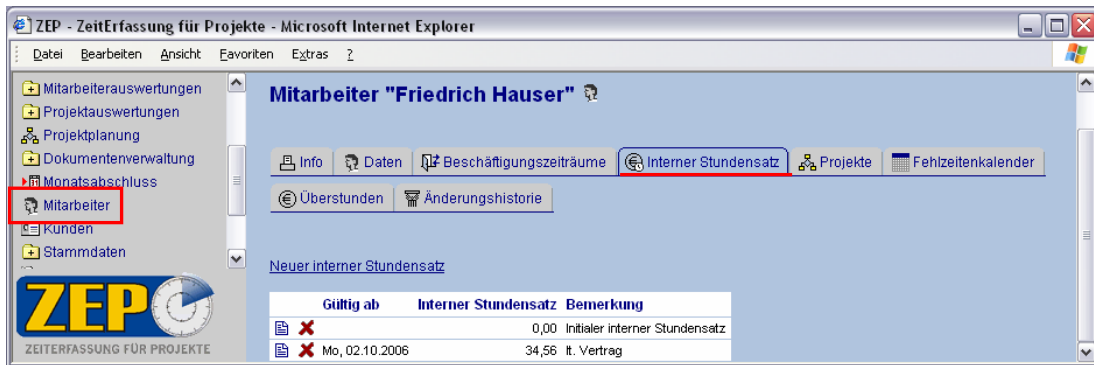 ZEP - ZeitErfassung für Projekte - Microsoft Internet Explorer
Datei Bearbeiten Ansicht Favoriten Extras ?
Mitarbeiterauswertungen
Projektauswertungen
Projektplanung
Dokumentenverwaltung
Monatsabschluss
Mitarbeiter
Kunden
Stammdaten
ZEP
ZEITERFASSUNG FÜR PROJEKTE
Mitarbeiter "Friedrich Hauser"
Info Daten Beschäftigungszeiträume Interner Stundensatz Projekte Fehlzeitenkalender
Überstunden Änderungshistorie
Neuer interner Stundensatz
Gültig ab Interner Stundensatz Bemerkung
0,00 Initialer interner Stundensatz
Mo, 02.10.2006 34,56 lt. Vertrag